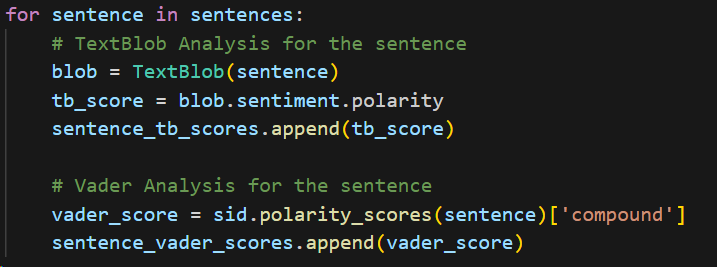 for sentence in sentences:
    # TextBlob Analysis for the sentence
    blob = TextBlob(sentence)
    tb_score = blob.sentiment.polarity
    sentence_tb_scores.append(tb_score)

    # Vader Analysis for the sentence
    vader_score = sid.polarity_scores(sentence)['compound']
    sentence_vader_scores.append(vader_score)